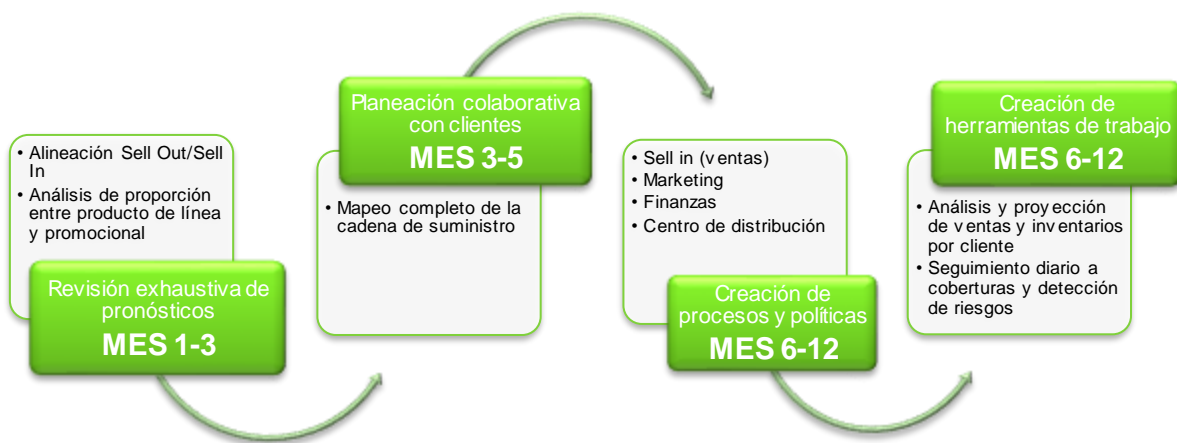 • Alineación Sell Out/Sell
In
• Análisis de proporción
entre producto de línea
y promocional
Revisión exhaustiva de
pronósticos
MES 1-3
Planeación colaborativa
con clientes
MES 3-5
• Mapeo completo de la
cadena de suministro
• Sell in (ventas)
• Marketing
• Finanzas
• Centro de distribución
Creación de
procesos y políticas
MES 6-12
Creación de
herramientas de trabajo
MES 6-12
• Análisis y proyección
de ventas y inventarios
por cliente
• Seguimiento diario a
coberturas y detección
de riesgos